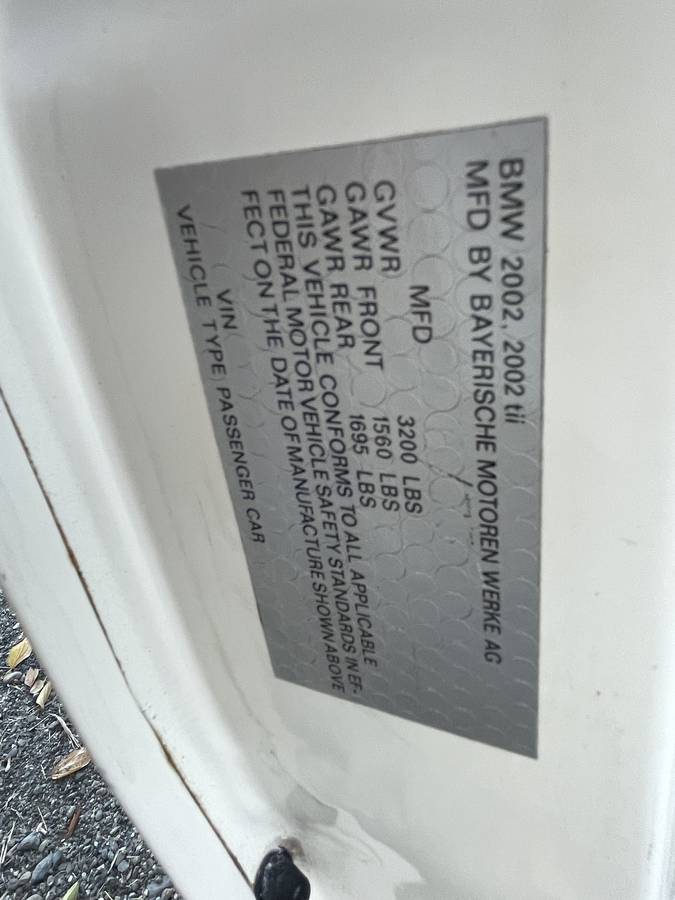 BMW 2002, 2002 tii
MFD BY BAYERISCHE MOTOREN WERKE AG
MFD
GVWR 3200 LBS
GAWR FRONT 1560 LBS
GAWR REAR 1695 LBS
THIS VEHICLE CONFORMS TO ALL APPLICABLE
FEDERAL MOTOR VEHICLE SAFETY STANDARDS IN EF-
FECT ON THE DATE OF MANUFACTURE SHOWN ABOVE
VIN
VEHICLE TYPE PASSENGER CAR